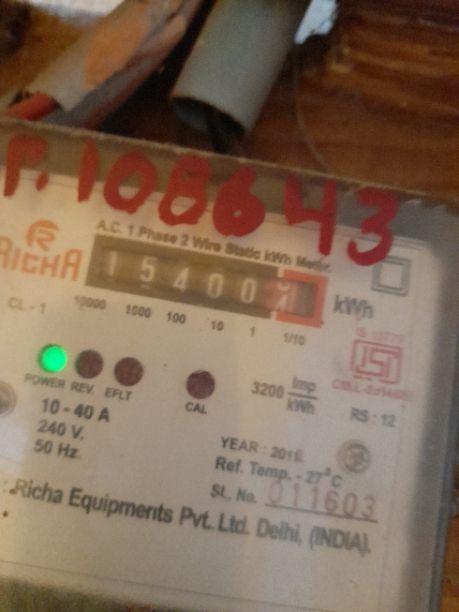 P. 108643
RICHA
A.C. 1 Phase 2 Wire Static kWh Meter.
15400
kWh
CL - 1
10000 1000 100 10 1 1/10
POWER REV. EFLT
CAL
3200 Imp/kWh
ISI
RS : 12
10 - 40 A
240 V,
50 Hz.
YEAR : 201
Ref. Temp. - 27°C
SL. No. 011603
Richa Equipments Pvt. Ltd. Delhi, (INDIA).